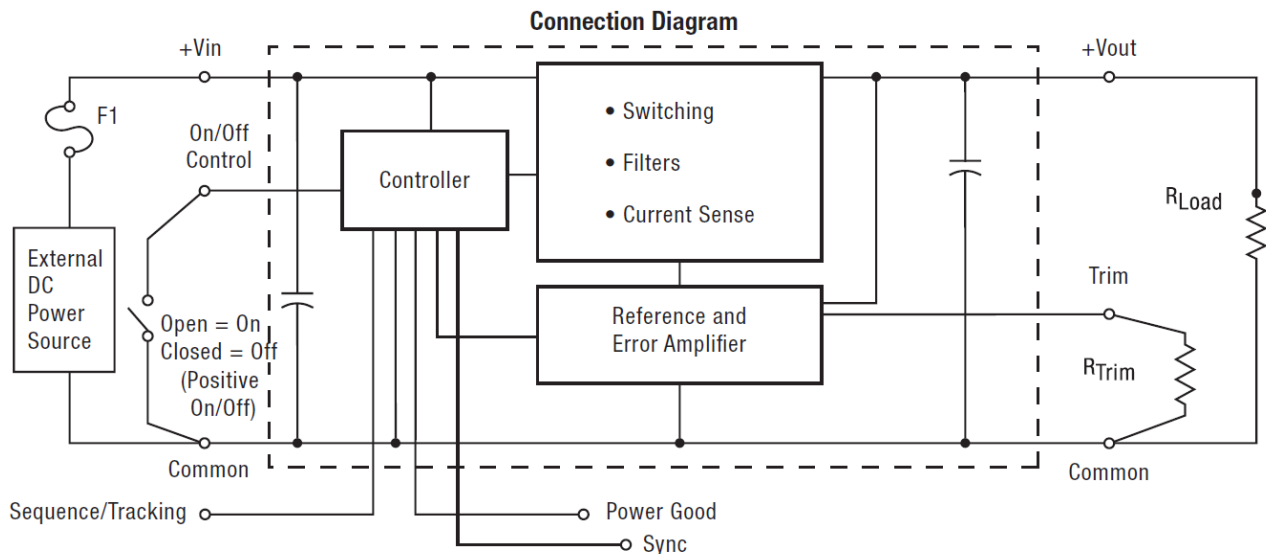 Connection Diagram
+Vin
+Vout
F1
On/Off
Control
Controller
• Switching
• Filters
• Current Sense
RLoad
External
DC
Power
Source
Open = On
Closed = Off
(Positive
On/Off)
Reference and
Error Amplifier
Trim
RTrim
Common
Common
Sequence/Tracking
Power Good
Sync